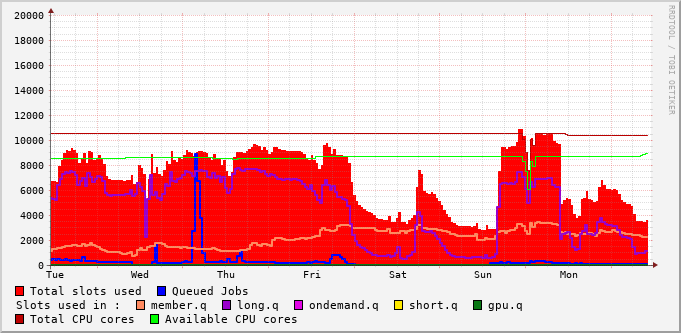 20000
18000
16000
14000
12000
10000
8000
6000
4000
2000
0
Tue Wed Thu Fri Sat Sun Mon
Total slots used Queued Jobs
Slots used in : member.q long.q ondemand.q short.q gpu.q
Total CPU cores Available CPU cores
RRDTOOL / TOBI OETIKER